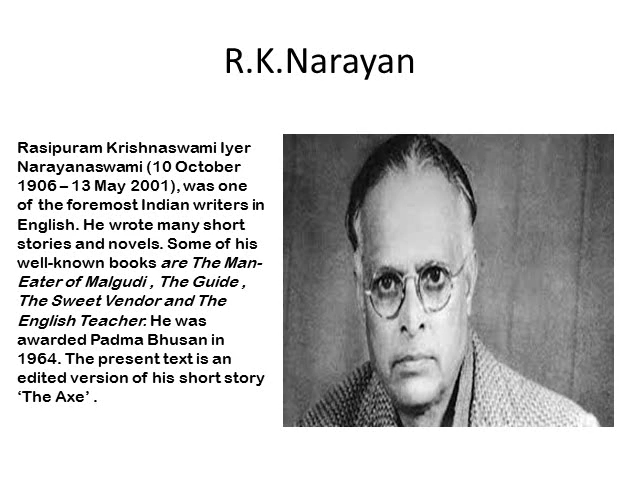 R.K.Narayan
Rasipuram Krishnaswami Iyer
Narayanaswami (10 October
1906 – 13 May 2001), was one
of the foremost Indian writers in
English. He wrote many short
stories and novels. Some of his
well-known books are The Man-
Eater of Malgudi , The Guide ,
The Sweet Vendor and The
English Teacher. He was
awarded Padma Bhusan in
1964. The present text is an
edited version of his short story
‘The Axe’ .